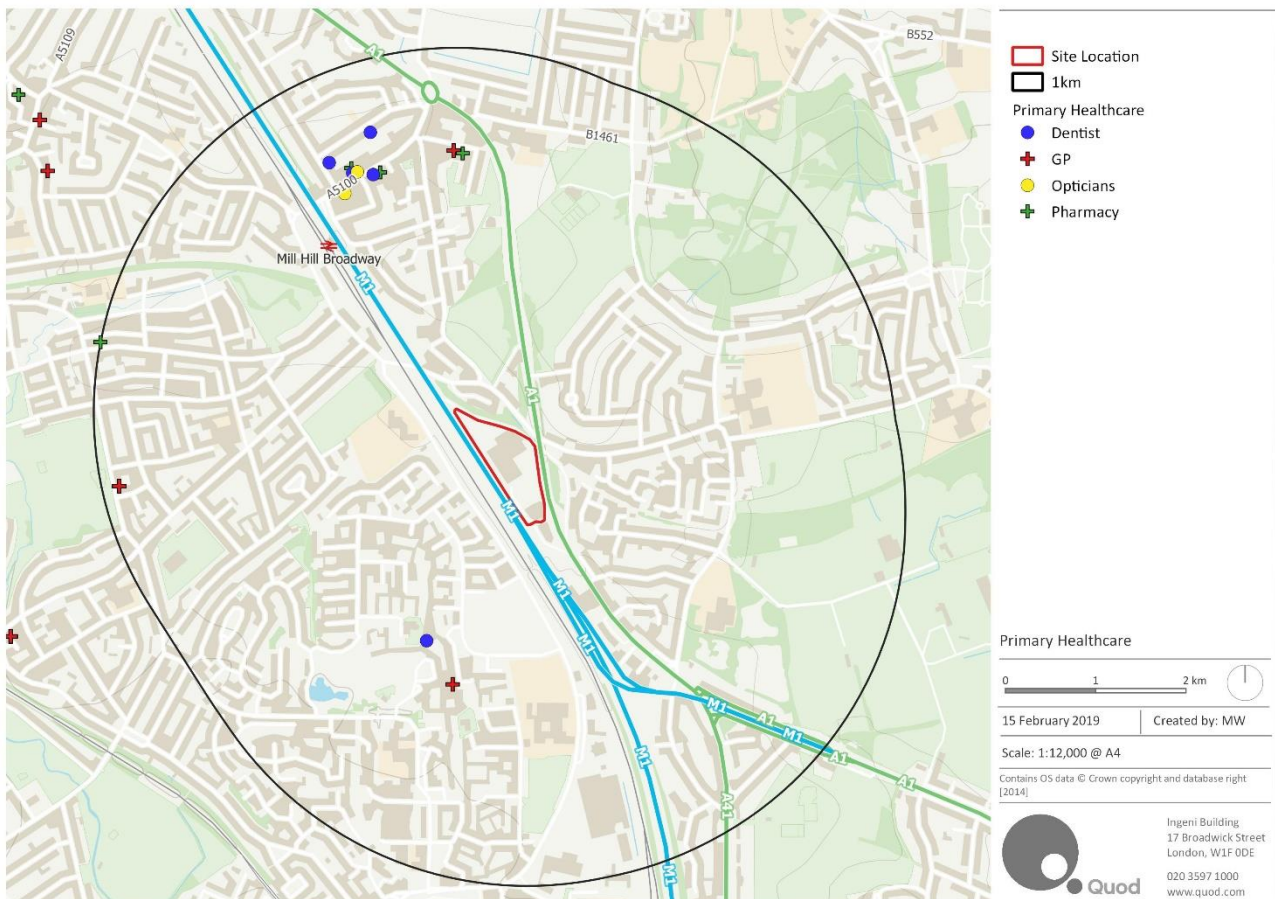 A5109
A1
B552
B1461
A5100
Mill Hill Broadway
M1
A1
M1
M1
M1
M1
A1
M1
A1
A1
M1
A41
M1
Site Location
1km
Primary Healthcare
Dentist
GP
Opticians
Pharmacy
Primary Healthcare
0 1 2 km
15 February 2019 Created by: MW
Scale: 1:12,000 @ A4
Contains OS data © Crown copyright and database right
[2014]
Quod
Ingeni Building
17 Broadwick Street
London, W1F 0DE
020 3597 1000
www.quod.com